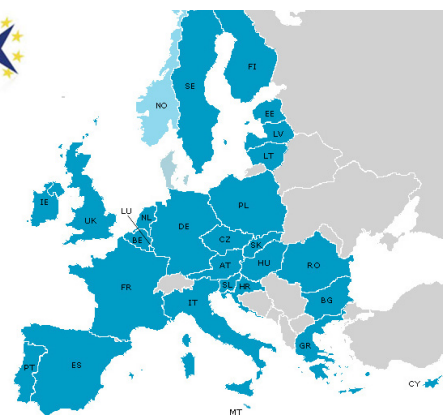 FI
SE
NO
EE
LV
LT
IE
UK
LU
NL
BE
DE
PL
CZ
SK
AT
HU
FR
SL
HR
RO
IT
BG
PT
ES
GR
CY
MT